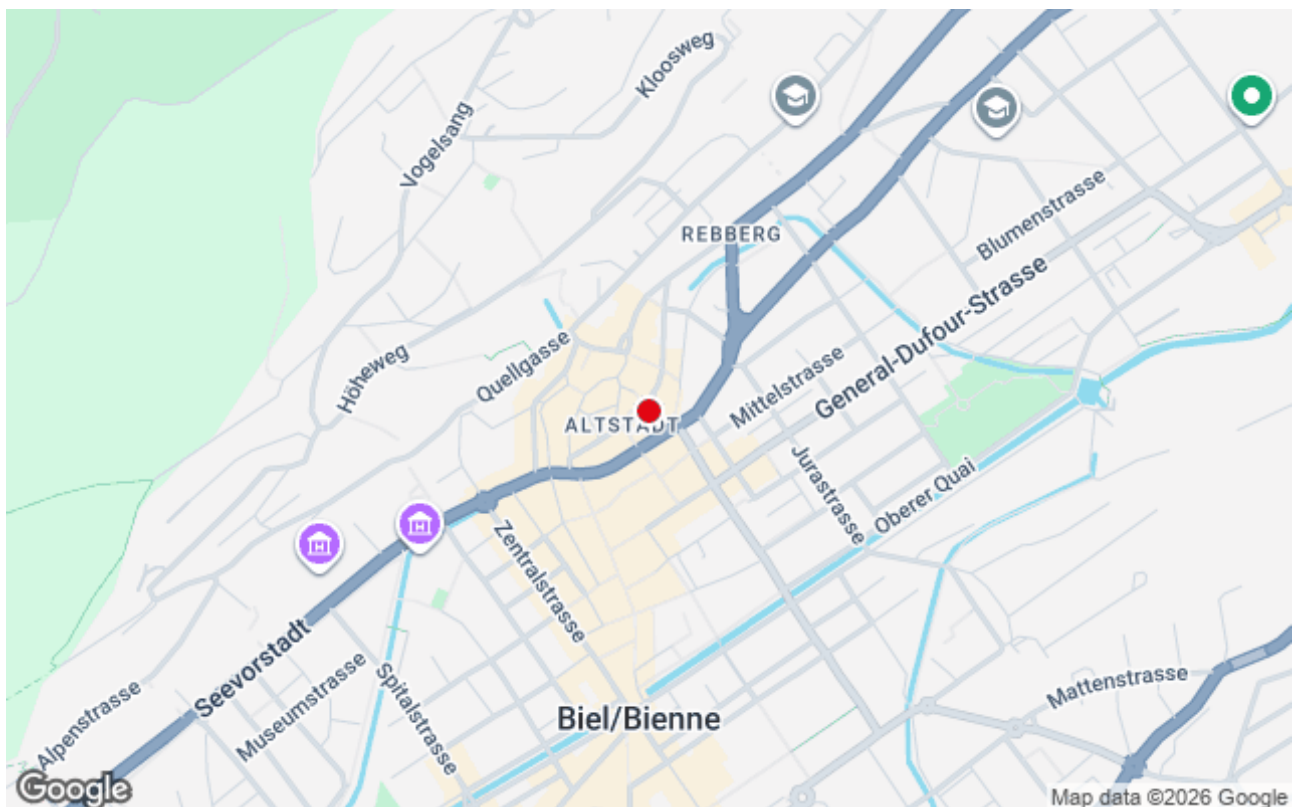 Kloosweg
Vogelsang
REBBERG
Blumenstrasse
General-Dufour-Strasse
Höheweg
Quellgasse
Mittelstrasse
ALTSTADT
Jurastrasse
Oberer Quai
Zentralstrasse
Seevorstadt
Museumstrasse
Spitalstrasse
Alpenstrasse
Mattenstrasse
Biel/Bienne
Google
Map data ©2026 Google